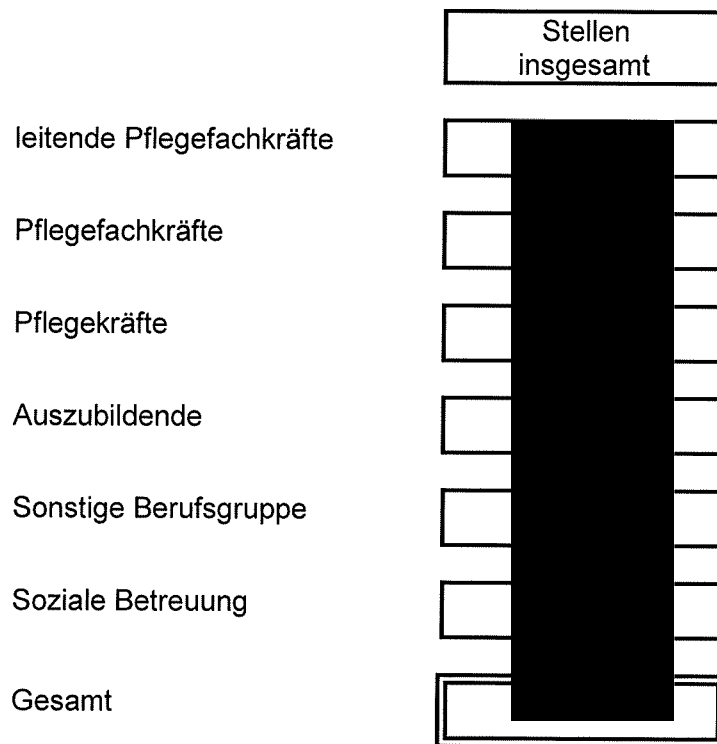 Stellen
insgesamt
leitende Pflegefachkräfte
Pflegefachkräfte
Pflegekräfte
Auszubildende
Sonstige Berufsgruppe
Soziale Betreuung
Gesamt